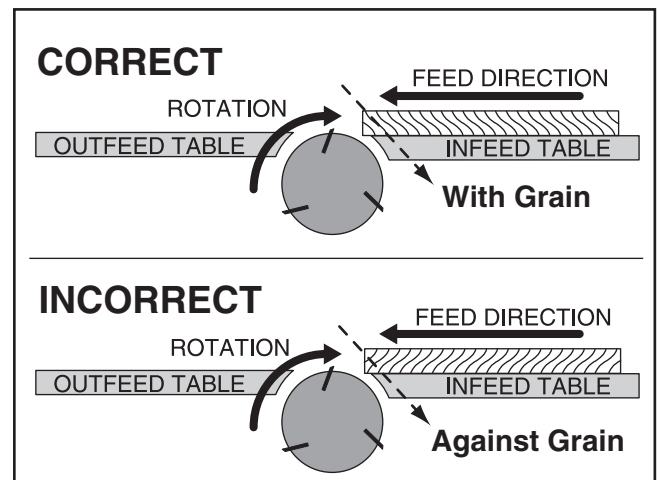 CORRECT
FEED DIRECTION
ROTATION
OUTFEED TABLE
INFEED TABLE
With Grain
INCORRECT
FEED DIRECTION
ROTATION
OUTFEED TABLE
INFEED TABLE
Against Grain